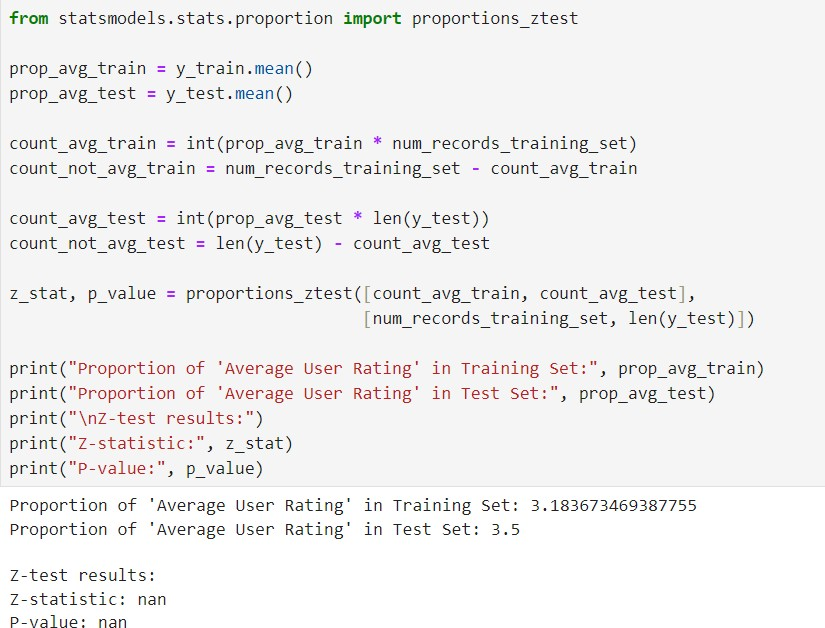 from statsmodels.stats.proportion import proportions_ztest
prop_avg_train = y_train.mean()
prop_avg_test = y_test.mean()
count_avg_train = int(prop_avg_train * num_records_training_set)
count_not_avg_train = num_records_training_set - count_avg_train
count_avg_test = int(prop_avg_test * len(y_test))
count_not_avg_test = len(y_test) - count_avg_test
z_stat, p_value = proportions_ztest([count_avg_train, count_avg_test],
[num_records_training_set, len(y_test)])
print("Proportion of 'Average User Rating' in Training Set:", prop_avg_train)
print("Proportion of 'Average User Rating' in Test Set:", prop_avg_test)
print("\nZ-test results:")
print("Z-statistic:", z_stat)
print("P-value:", p_value)
Proportion of 'Average User Rating' in Training Set: 3.183673469387755
Proportion of 'Average User Rating' in Test Set: 3.5
Z-test results:
Z-statistic: nan
P-value: nan